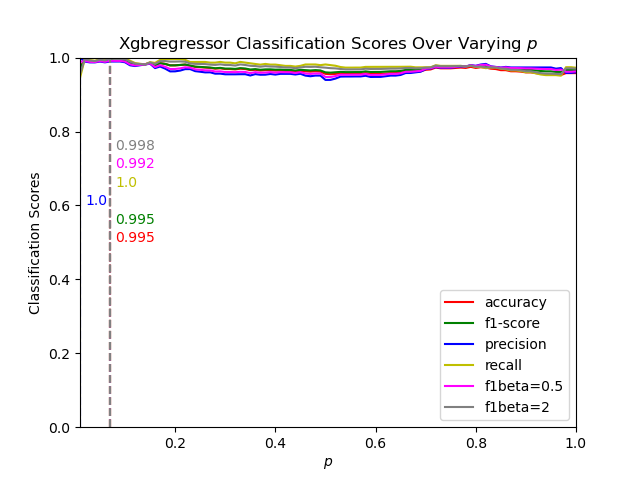 Xgbregressor Classification Scores Over Varying p
Classification Scores
1.0
0.8
0.6
0.4
0.2
0.0
0.998
0.992
1.0
1.0
0.995
0.995
accuracy
f1-score
precision
recall
f1beta=0.5
f1beta=2
0.2
0.4
0.6
0.8
1.0
p